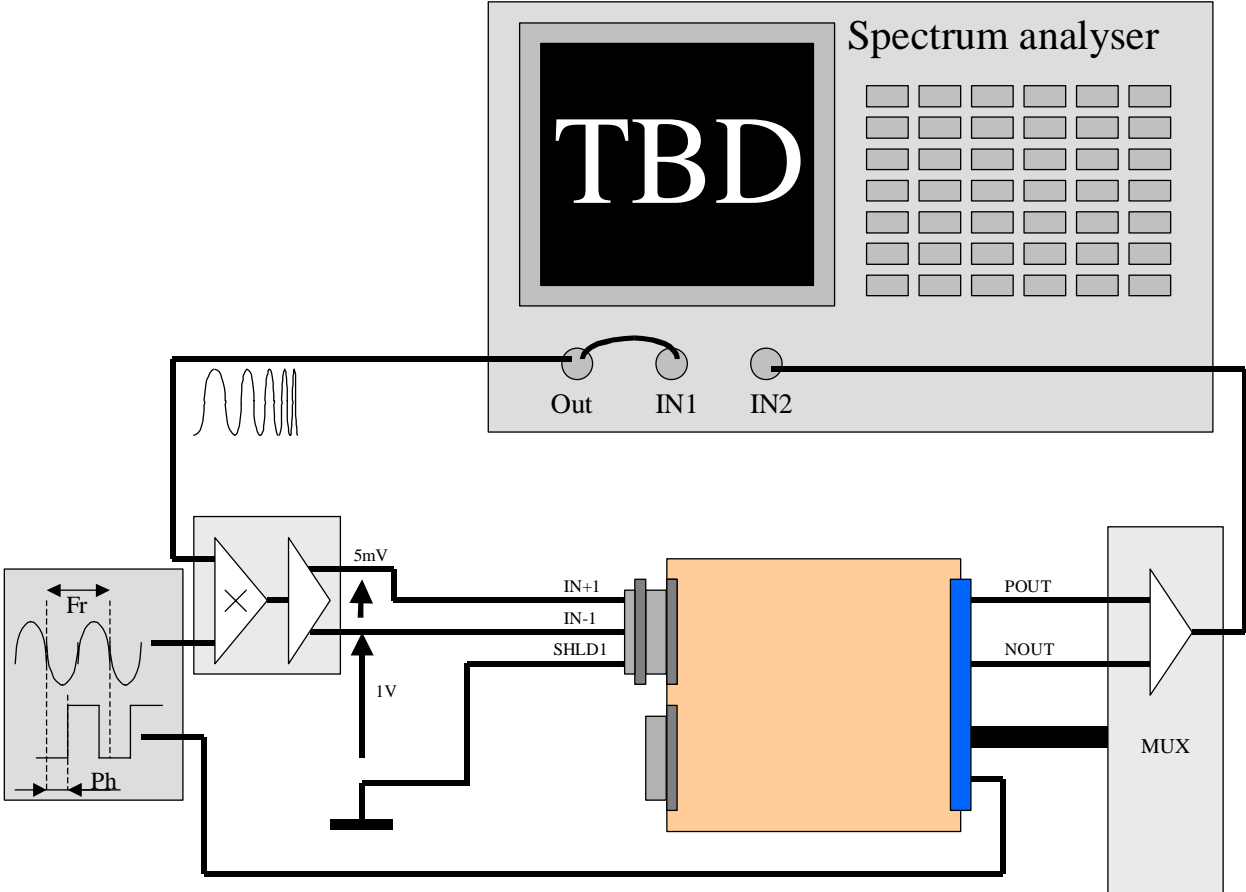 Spectrum analyser
TBD
Out
IN1
IN2
5mV
IN+1
IN-1
SHLD1
1V
Fr
Ph
POUT
NOUT
MUX